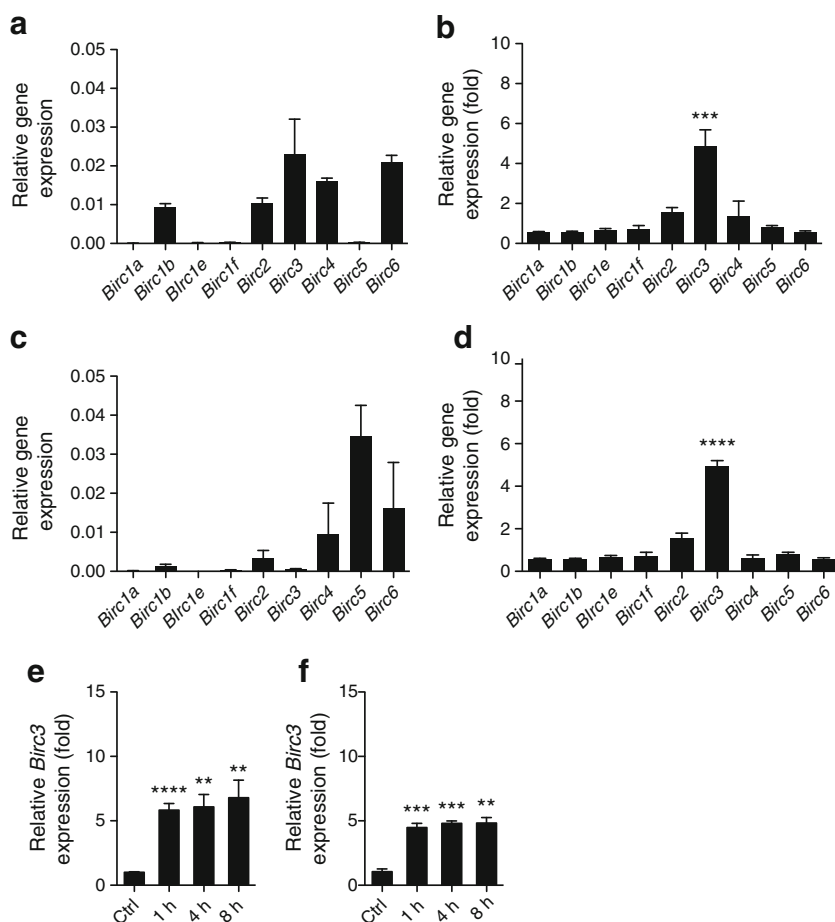 a
Relative gene
expression
0.05
0.04
0.03
0.02
0.01
0.00
Birc1a
Birc1b
BIrc1e
Birc1f
Birc2
Birc3
Birc4
Birc5
Birc6
b
Relative gene
expression (fold)
10
8
6
4
2
0
***
Birc1a
Birc1b
Birc1e
Birc1f
Birc2
Birc3
Birc4
Birc5
Birc6
c
Relative gene
expression
0.05
0.04
0.03
0.02
0.01
0.00
Birc1a
Birc1b
BIrc1e
Birc1f
Birc2
Birc3
Birc4
Birc5
Birc6
d
Relative gene
expression (fold)
10
8
6
4
2
0
****
Birc1a
Birc1b
Birc1e
Birc1f
Birc2
Birc3
Birc4
Birc5
Birc6
e
Relative Birc3
expression (fold)
15
10
5
0
****
**
**
Ctrl
1 h
4 h
8 h
f
Relative Birc3
expression (fold)
15
10
5
0
***
***
**
Ctrl
1 h
4 h
8 h